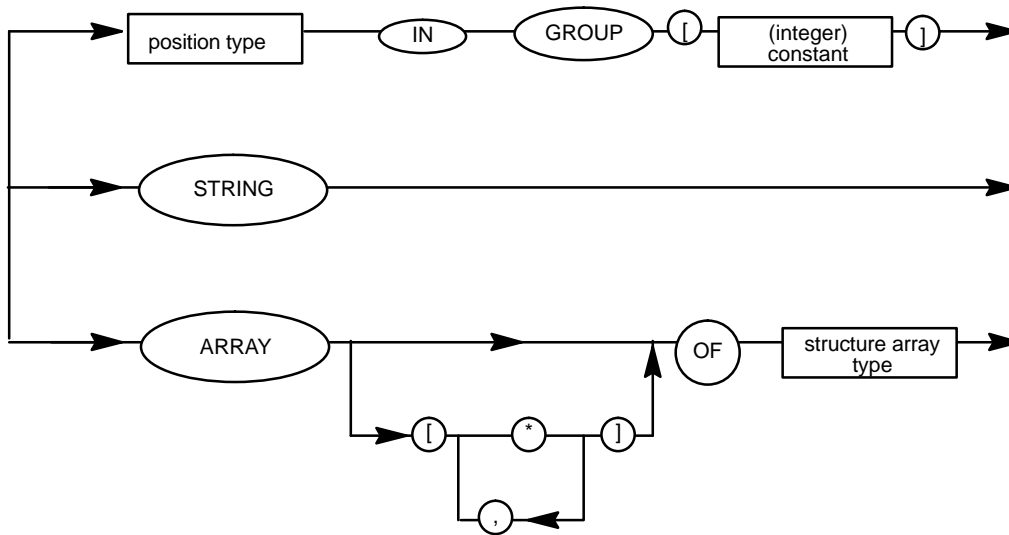 position type IN GROUP [ (integer) constant ]
STRING
ARRAY OF structure array type
[ * ]
,